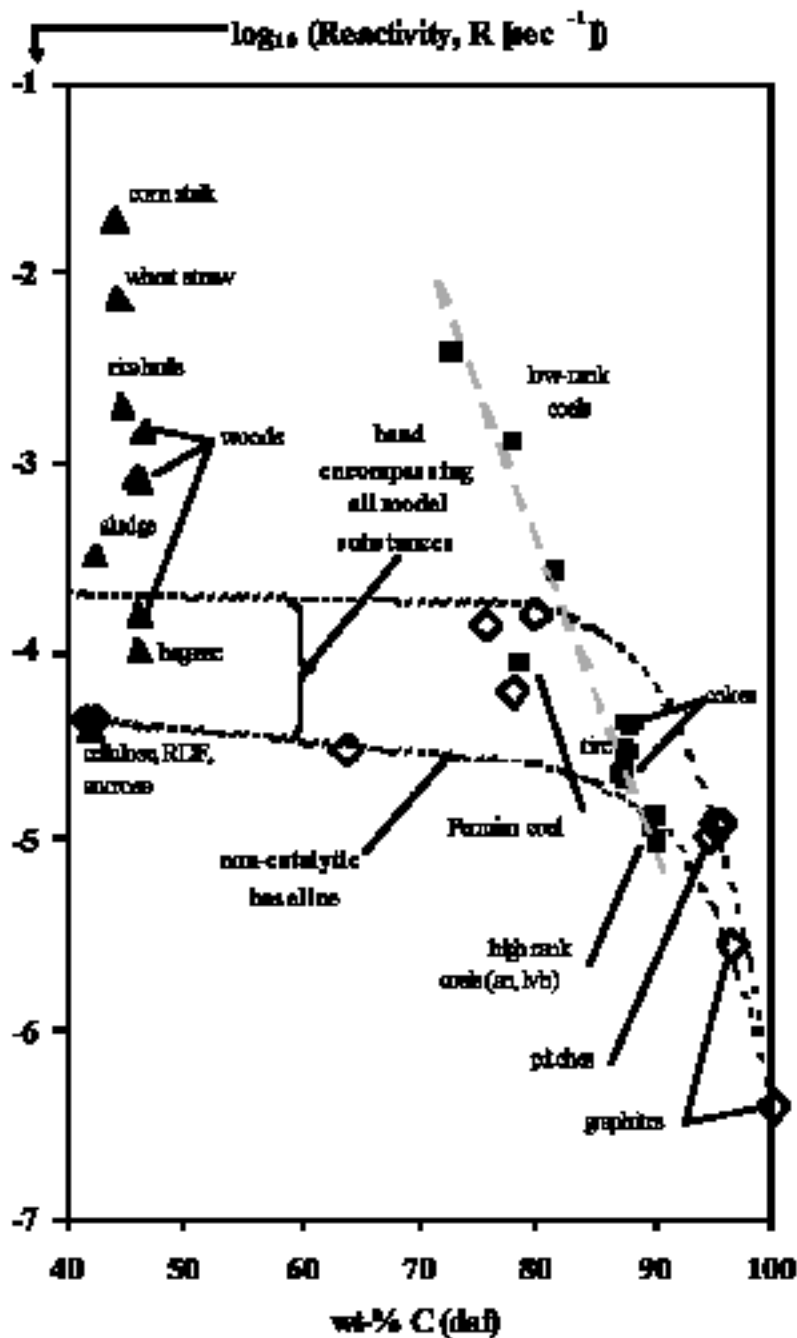 log₁₀ (Reactivity, R [sec ⁻¹])
-1
corn stalk
-2
wheat straw
ricehulls
low-rank
coals
woods
band
encompassing
all model
substances
-3
sludge
-4
bagasse
cokes
tire
cellulose, RDF,
sucrose
Permian coal
-5
non-catalytic
baseline
high rank
coals (an, lvb)
-6
pitches
graphites
-7
40 50 60 70 80 90 100
wt-% C (daf)